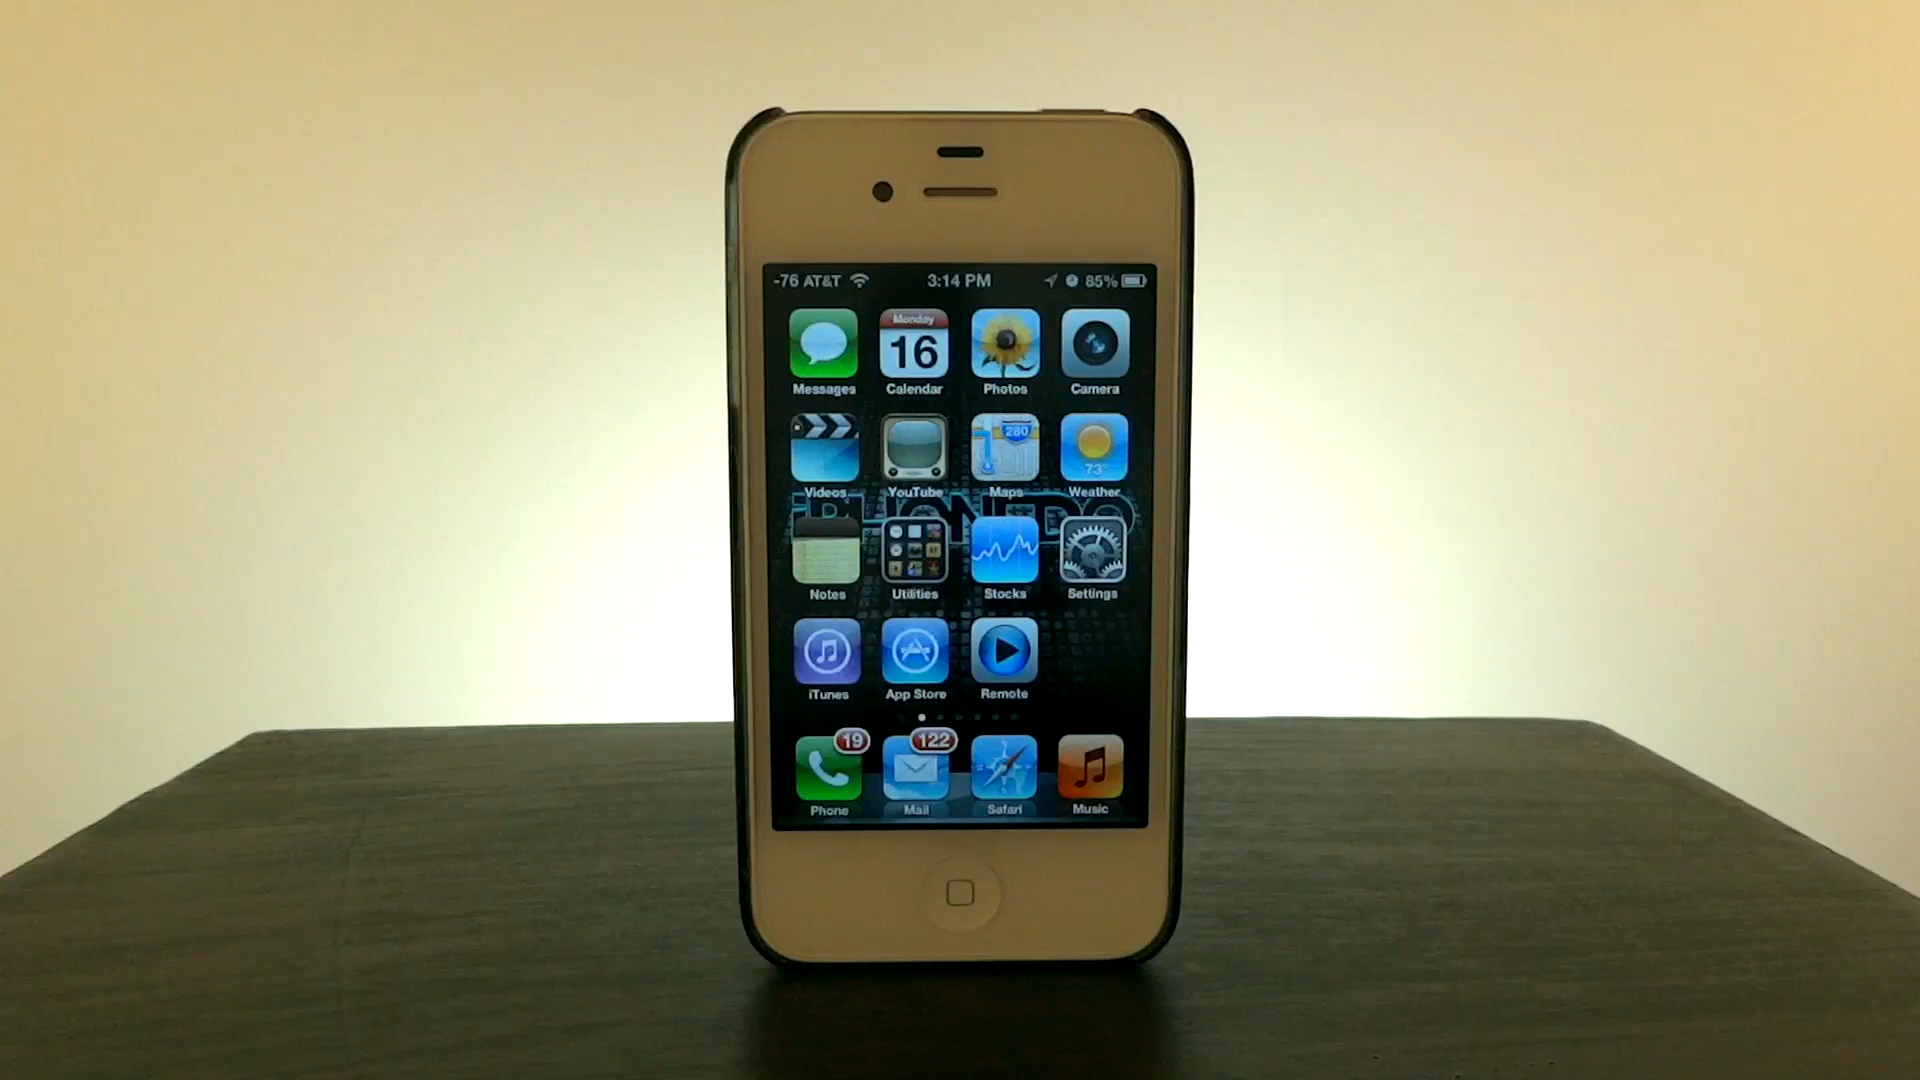 -76 AT&T 3:14 PM 85%
Monday
16
Messages Calendar Photos Camera
280
73°
Videos YouTube Maps Weather
Notes Utilities Stocks Settings
iTunes App Store Remote
19 122
Phone Mail Safari Music